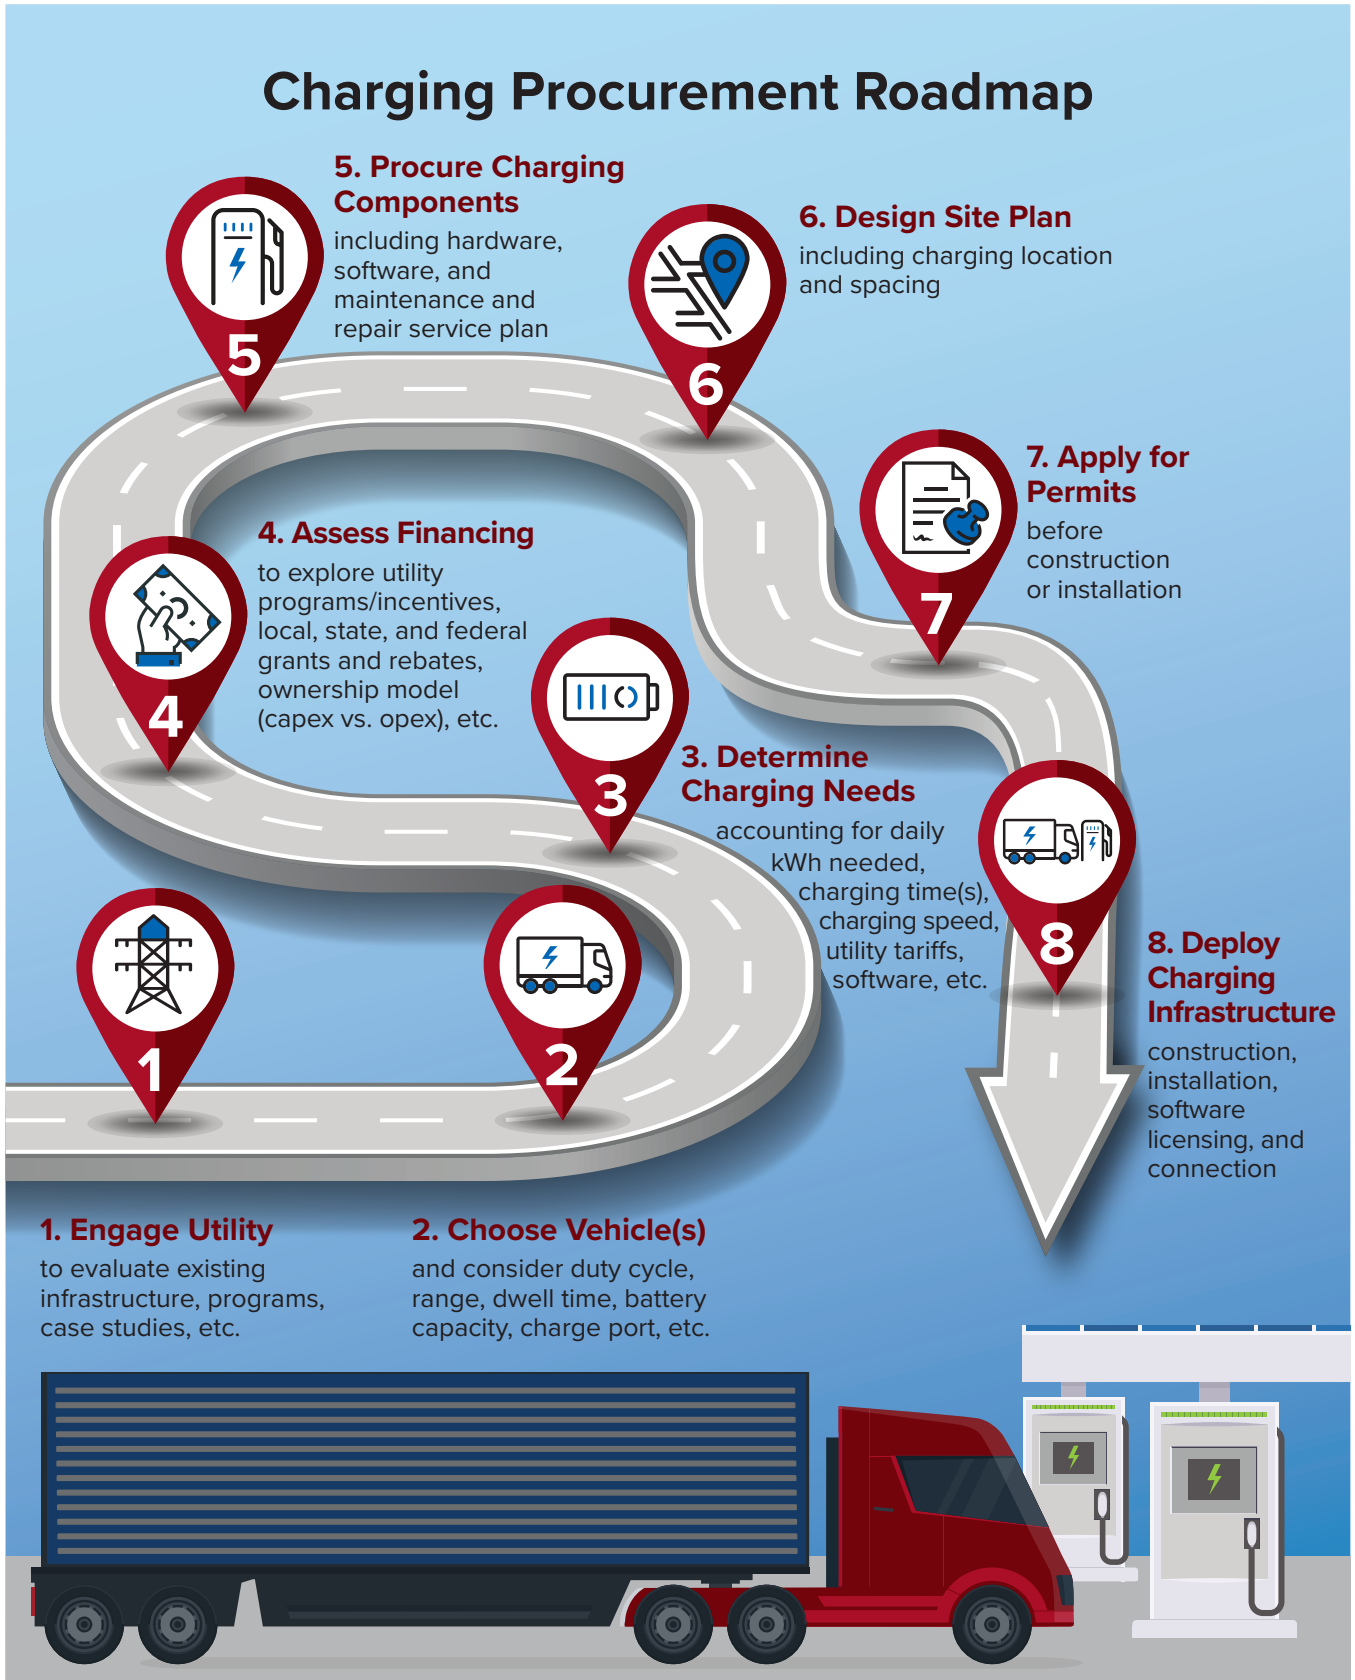 Charging Procurement Roadmap
5. Procure Charging
Components
including hardware,
software, and
maintenance and
repair service plan
5
6. Design Site Plan
including charging location
and spacing
6
7. Apply for
Permits
before
construction
or installation
7
4. Assess Financing
to explore utility
programs/incentives,
local, state, and federal
grants and rebates,
ownership model
(capex vs. opex), etc.
4
3
3. Determine
Charging Needs
accounting for daily
kWh needed,
charging time(s),
charging speed,
utility tariffs,
software, etc.
8
8. Deploy
Charging
Infrastructure
construction,
installation,
software
licensing, and
connection
1
2
1. Engage Utility
to evaluate existing
infrastructure, programs,
case studies, etc.
2. Choose Vehicle(s)
and consider duty cycle,
range, dwell time, battery
capacity, charge port, etc.